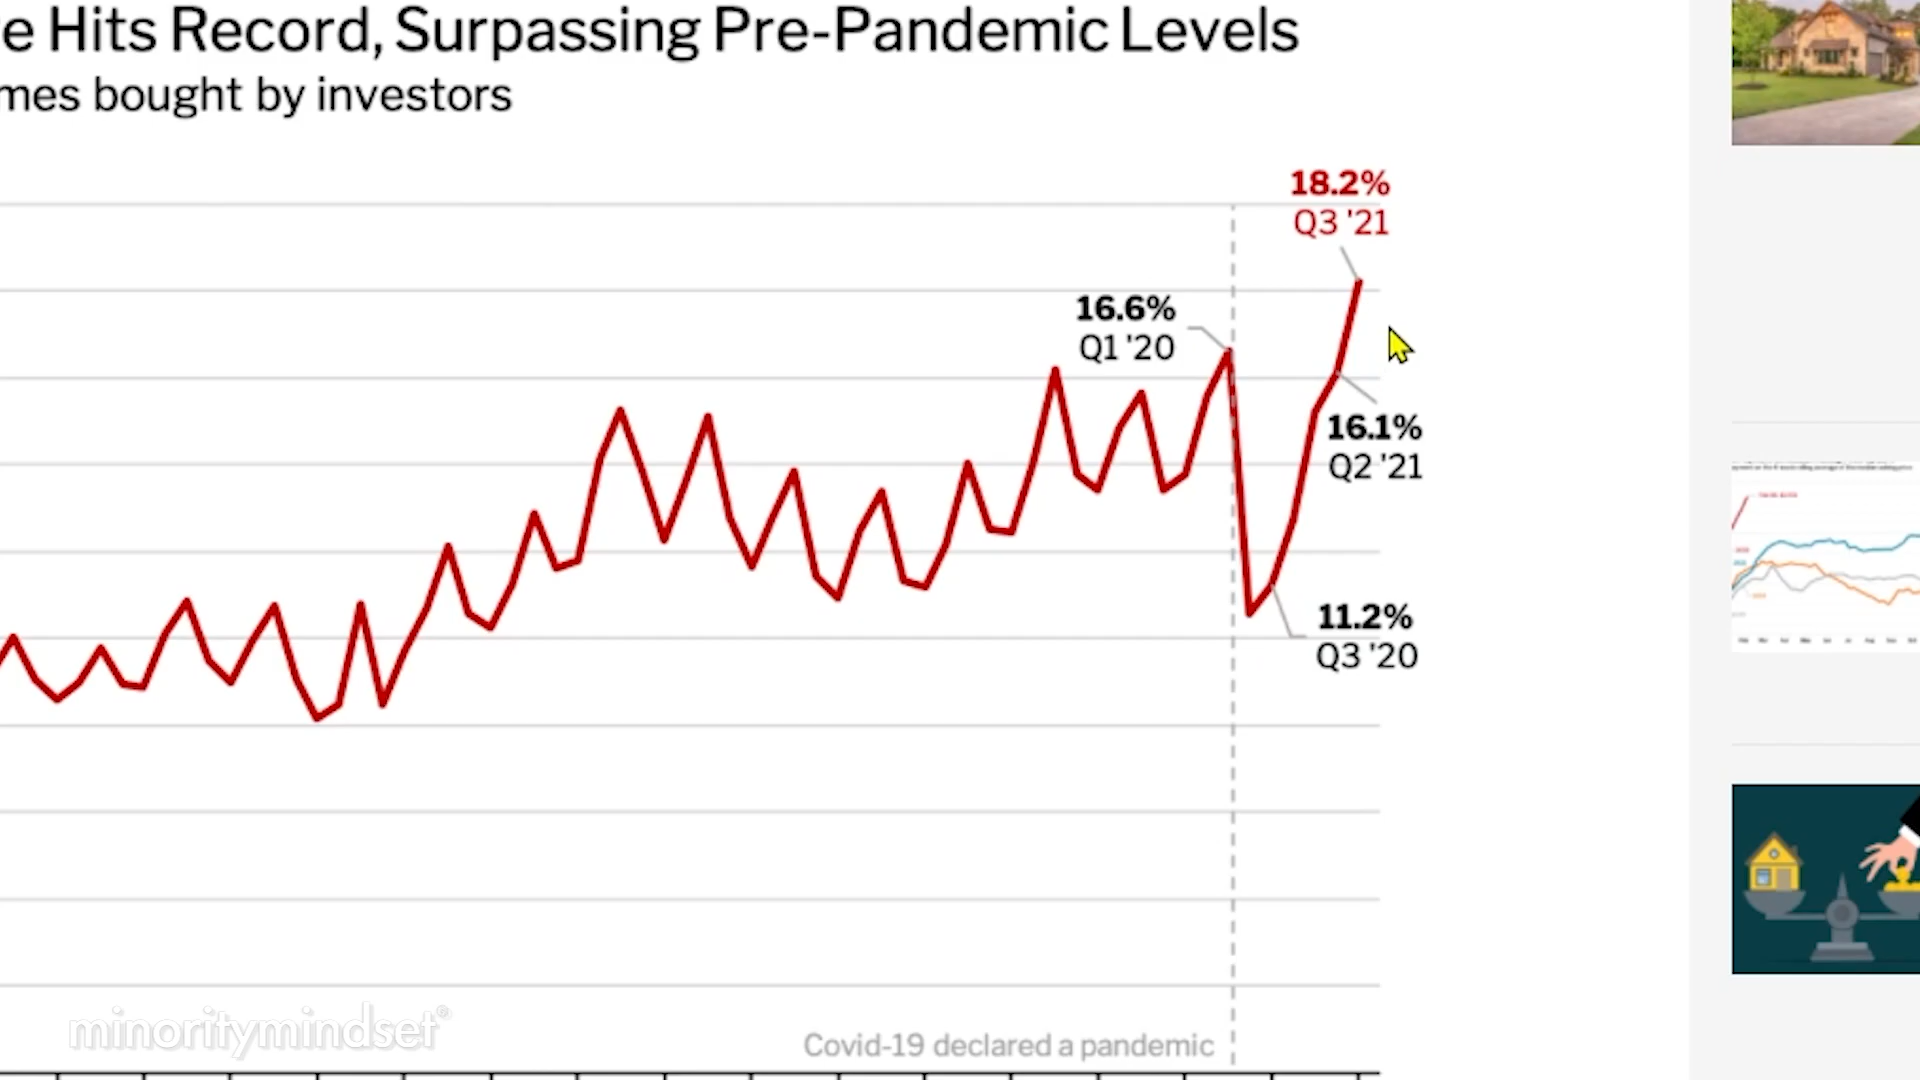 e Hits Record, Surpassing Pre-Pandemic Levels
mes bought by investors
18.2%
Q3 '21
16.6%
Q1 '20
16.1%
Q2 '21
11.2%
Q3 '20
Covid-19 declared a pandemic
minoritymindset®